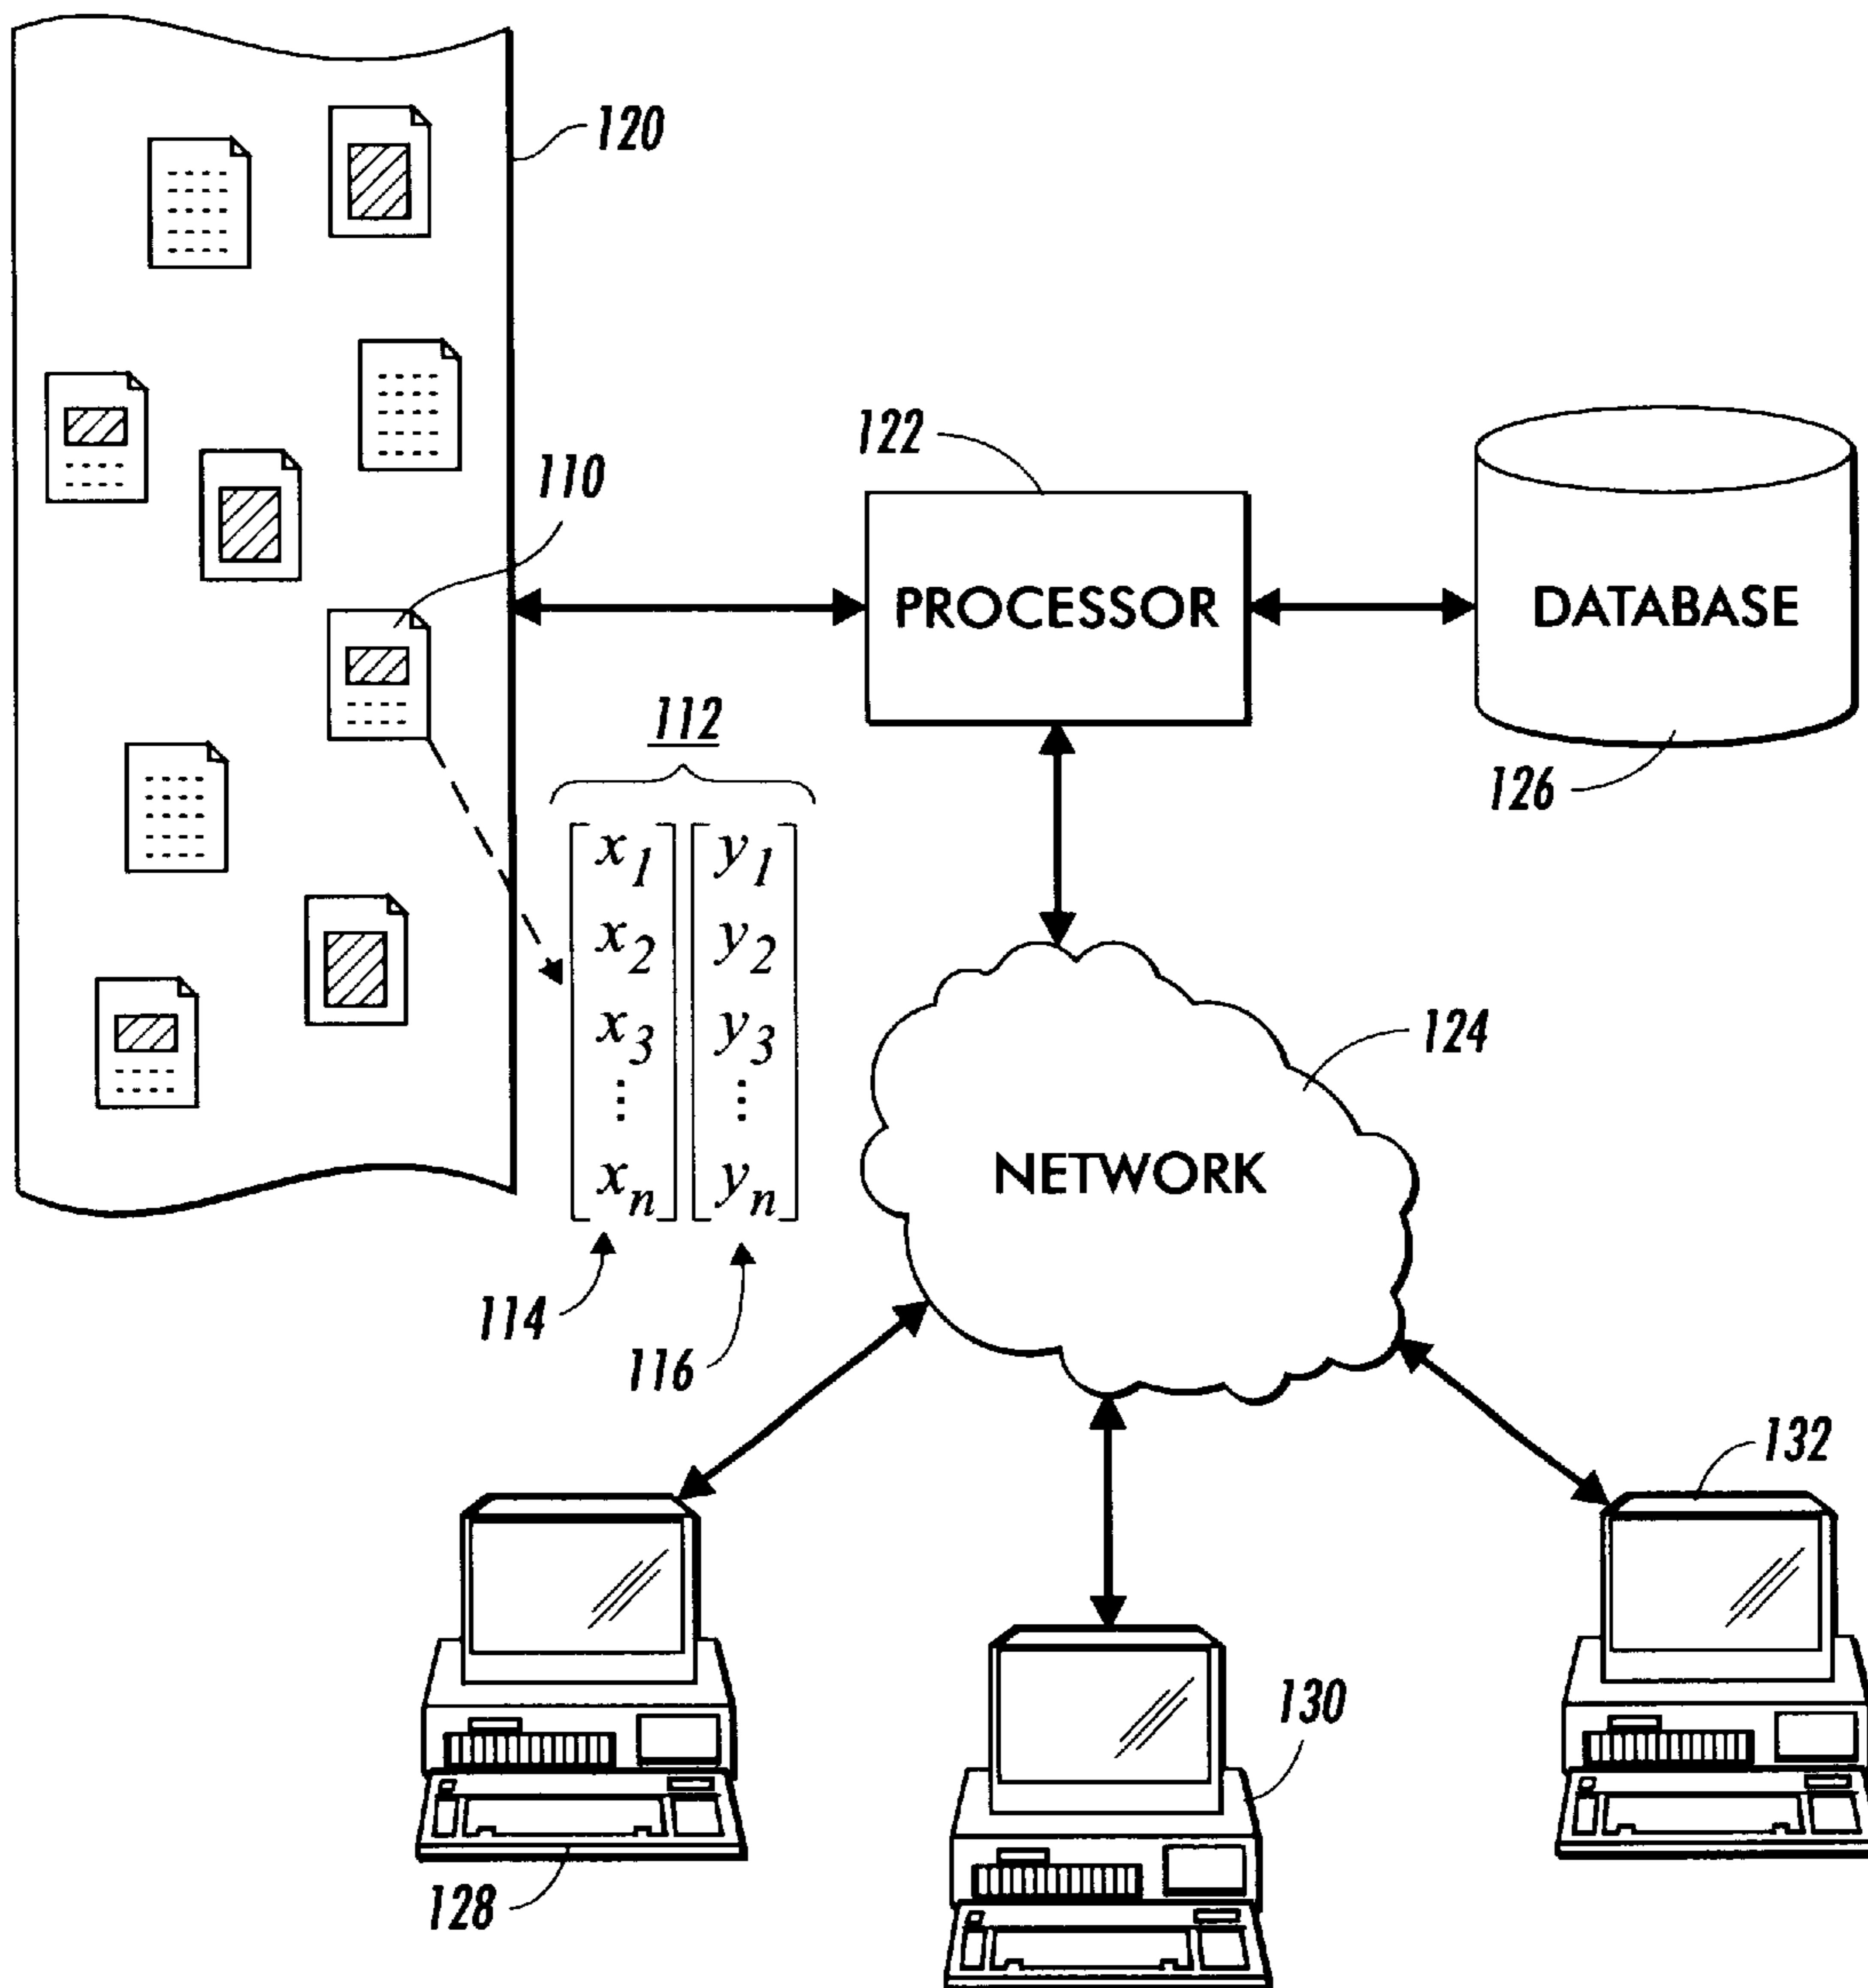 120
110
122
PROCESSOR
DATABASE
126
112
x1 y1
x2 y2
x3 y3
⋮ ⋮
xn yn
114
116
124
NETWORK
132
130
128